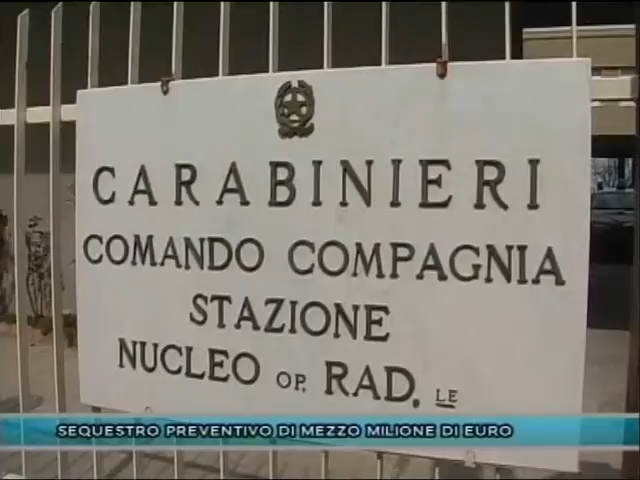 CARABINIERI
COMANDO COMPAGNIA
STAZIONE
NUCLEO OP. RAD. LE
SEQUESTRO PREVENTIVO DI MEZZO MILIONE DI EURO